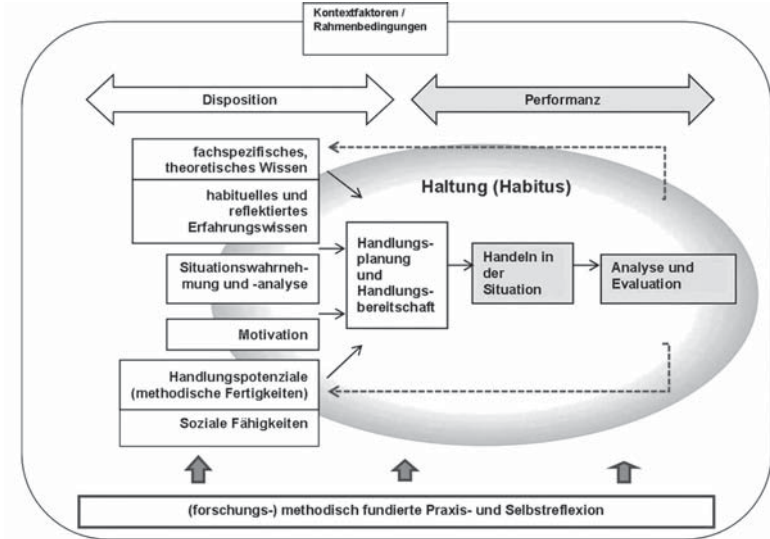 Kontextfaktoren /
Rahmenbedingungen
Disposition
Performanz
fachspezifisches,
theoretisches Wissen
habituelles und
reflektiertes
Erfahrungswissen
Situationswahrneh-
mung und -analyse
Motivation
Handlungspotenziale
(methodische Fertigkeiten)
Soziale Fähigkeiten
Haltung (Habitus)
Handlungs-
planung
und
Handlungs-
bereitschaft
Handeln in
der
Situation
Analyse und
Evaluation
(forschungs-) methodisch fundierte Praxis- und Selbstreflexion